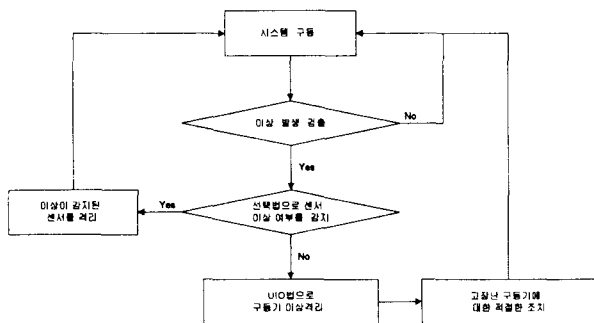 시스템 구동
이상 발생 검출
No
Yes
선택법으로 센서
이상 여부를 감지
Yes
이상이 감지된
센서를 격리
No
UIO법으로
구동기 이상격리
고장난 구동기에
대한 적절한 조치